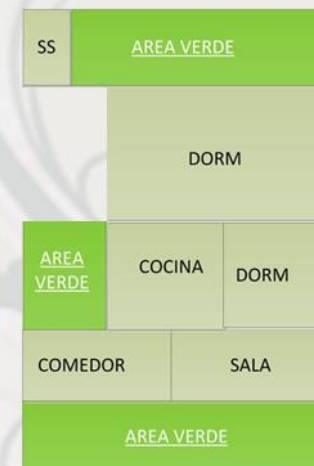 SS
AREA VERDE
DORM
AREA
VERDE
COCINA
DORM
COMEDOR
SALA
AREA VERDE